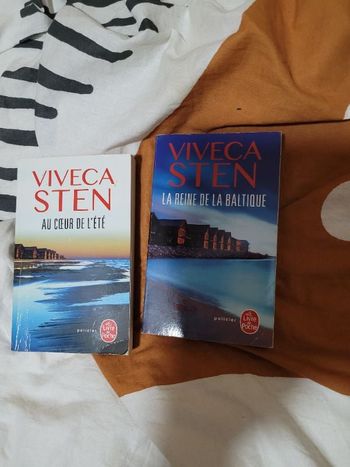 VIVECA
STEN
AU CŒUR DE L'ÉTÉ
policier
Le Livre
de Poche
VIVECA
STEN
LA REINE DE LA BALTIQUE
policier
Le Livre
de Poche